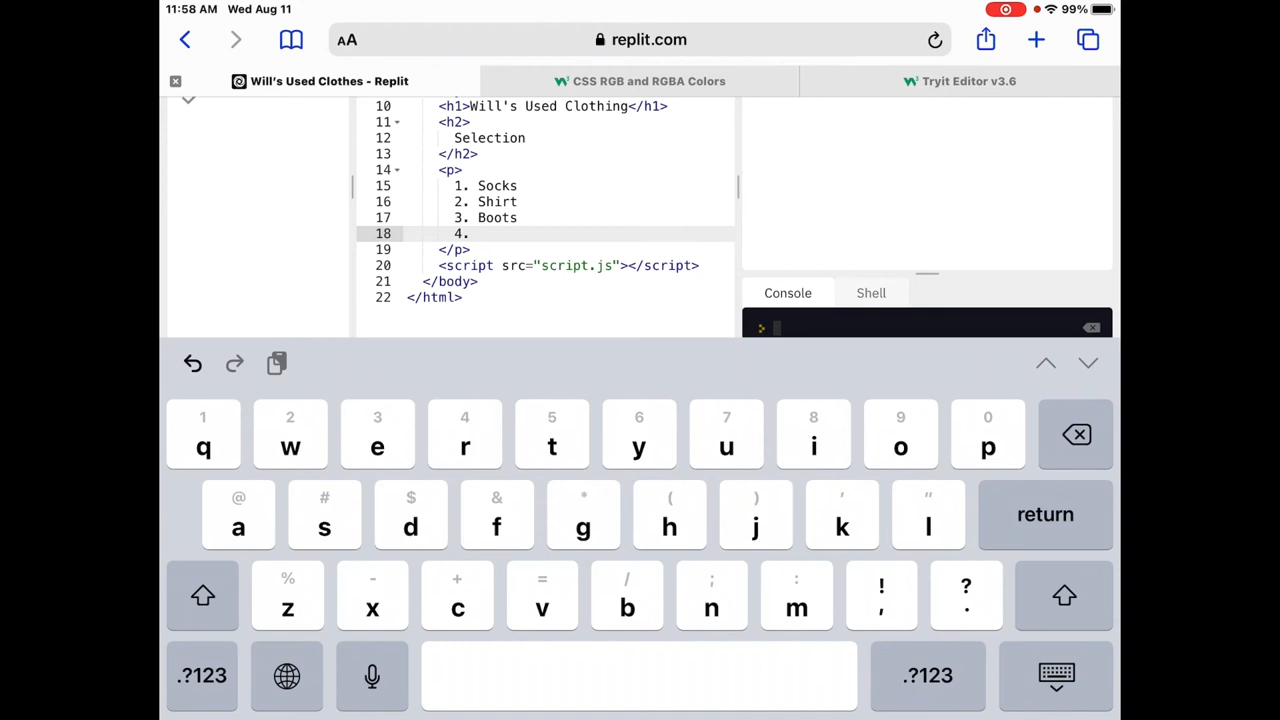 11:58 AM Wed Aug 11 99%
AA replit.com
Will's Used Clothes - Replit CSS RGB and RGBA Colors Tryit Editor v3.6
10 <h1>Will's Used Clothing</h1>
11 <h2>
12 Selection
13 </h2>
14 <p>
15 1. Socks
16 2. Shirt
17 3. Boots
18 4.
19 </p>
20 <script src="script.js"></script>
21 </body>
22 </html>
Console Shell
1 2 3 4 5 6 7 8 9 0
q w e r t y u i o p
@ # $ & * ( ) ' "
a s d f g h j k l return
% - + = / ; : ! ?
z x c v b n m , .
.?123 .?123